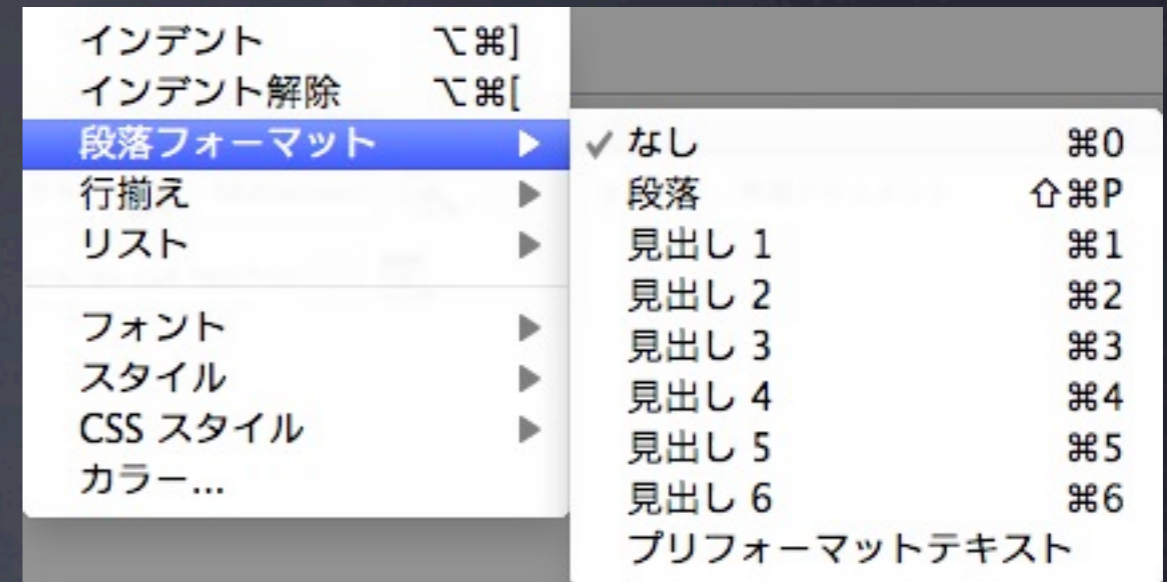 インデント ⌥⌘]
インデント解除 ⌥⌘[
段落フォーマット
行揃え
リスト
フォント
スタイル
CSS スタイル
カラー...
なし ⌘0
段落 ⇧⌘P
見出し 1 ⌘1
見出し 2 ⌘2
見出し 3 ⌘3
見出し 4 ⌘4
見出し 5 ⌘5
見出し 6 ⌘6
プリフォーマットテキスト